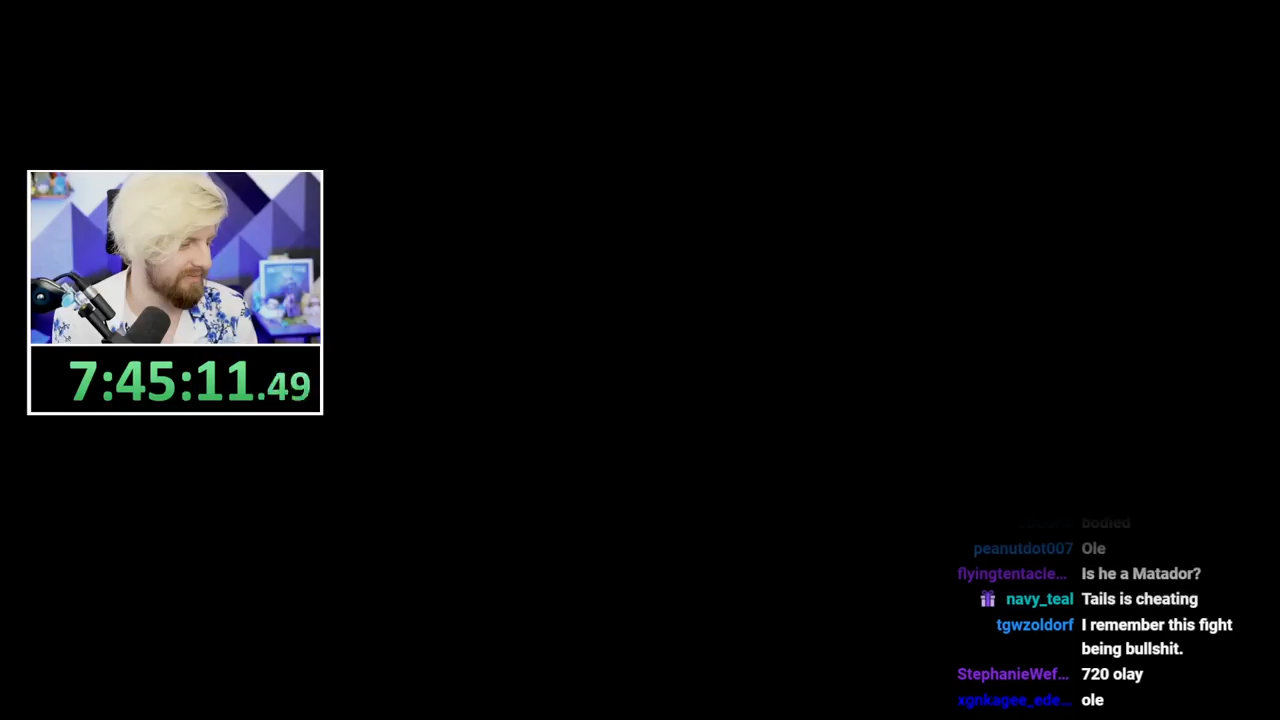 7:45:11.49
bodied
peanutdot007 Ole
flyingtentacle... Is he a Matador?
navy_teal Tails is cheating
tgwzoldorf I remember this fight
being bullshit.
StephanieWef... 720 olay
xgnkagee_ede... ole